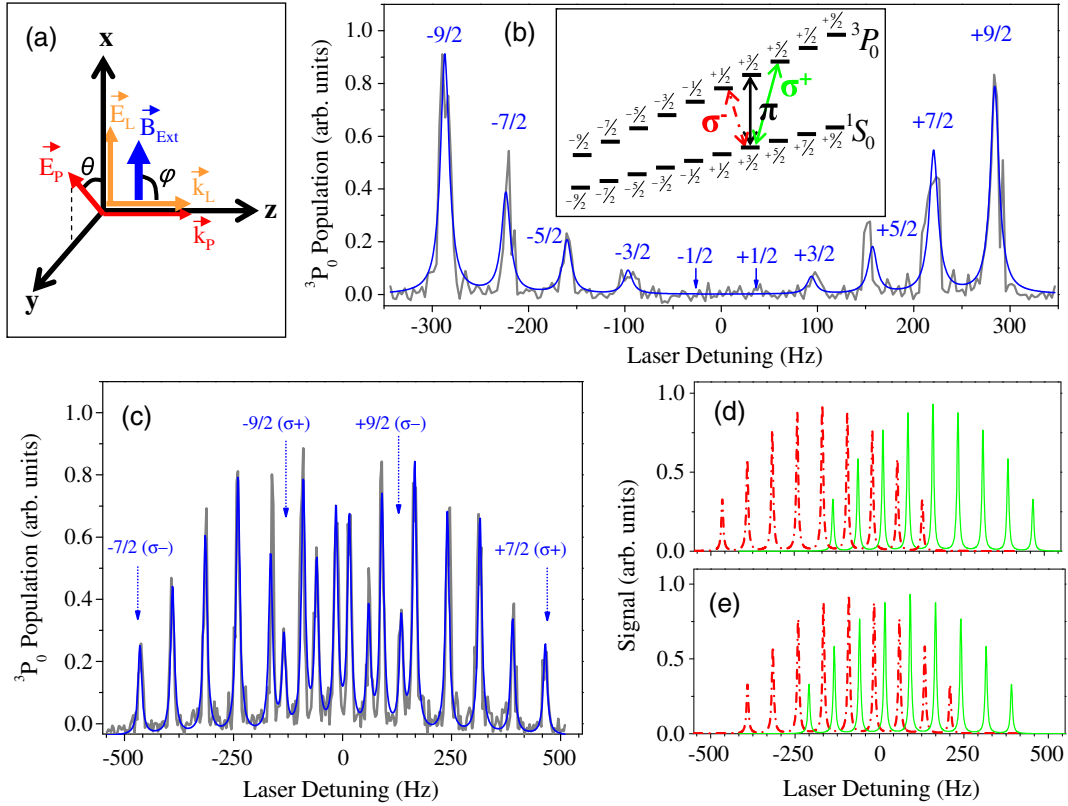 (a)
x
E_L
B_Ext
E_P
θ
φ
k_L
z
k_P
y
(b)
³P₀ Population (arb. units)
1.0
0.8
0.6
0.4
0.2
0.0
-9/2
-7/2
-5/2
-3/2
-1/2
+1/2
+3/2
+5/2
+7/2
+9/2
-300 -200 -100 0 100 200 300
Laser Detuning (Hz)
-9/2 -7/2 -5/2 -3/2 -1/2 +1/2 +3/2 +5/2 +7/2 +9/2
³P₀
σ⁻ π σ⁺
¹S₀
-9/2 -7/2 -5/2 -3/2 -1/2 +1/2 +3/2 +5/2 +7/2 +9/2
(c)
³P₀ Population (arb. units)
1.0
0.8
0.6
0.4
0.2
0.0
-9/2 (σ+)
+9/2 (σ–)
-7/2 (σ–)
+7/2 (σ+)
-500 -250 0 250 500
Laser Detuning (Hz)
(d)
1.0
0.5
0.0
(e)
Signal (arb. units)
1.0
0.5
0.0
-500 -250 0 250 500
Laser Detuning (Hz)